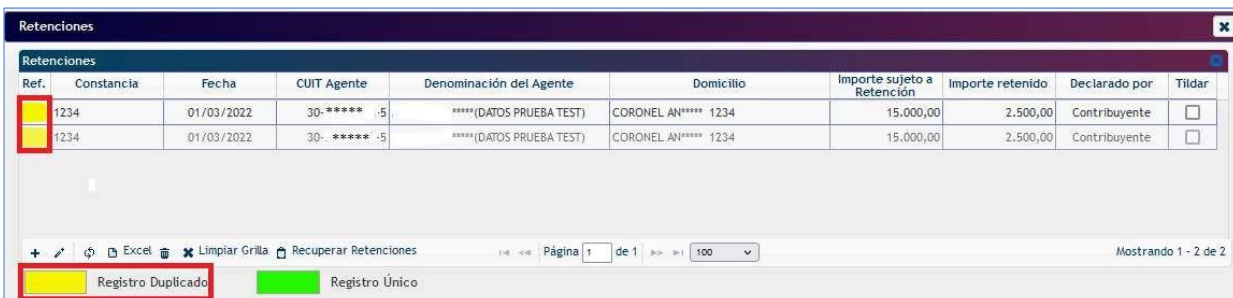 Retenciones
Retenciones
Ref. Constancia Fecha CUIT Agente Denominación del Agente Domicilio Importe sujeto a Retención Importe retenido Declarado por Tildar
1234 01/03/2022 30-***** -5 *****(DATOS PRUEBA TEST) CORONEL AN***** 1234 15.000,00 2.500,00 Contribuyente
1234 01/03/2022 30-. ***** -5 *****(DATOS PRUEBA TEST) CORONEL AN***** 1234 15.000,00 2.500,00 Contribuyente
Excel Limpiar Grilla Recuperar Retenciones Página 1 de 1 100 Mostrando 1 - 2 de 2
Registro Duplicado Registro Único